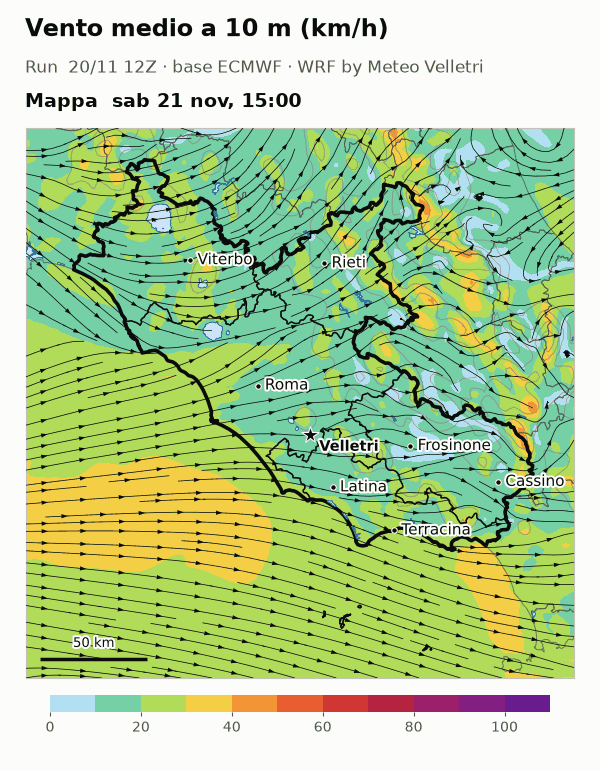 Vento medio a 10 m (km/h)
Run  20/11 12Z · base ECMWF · WRF by Meteo Velletri
Mappa  sab 21 nov, 15:00
Viterbo
Rieti
Roma
Velletri
Frosinone
Latina
Cassino
Terracina
50 km
0 20 40 60 80 100